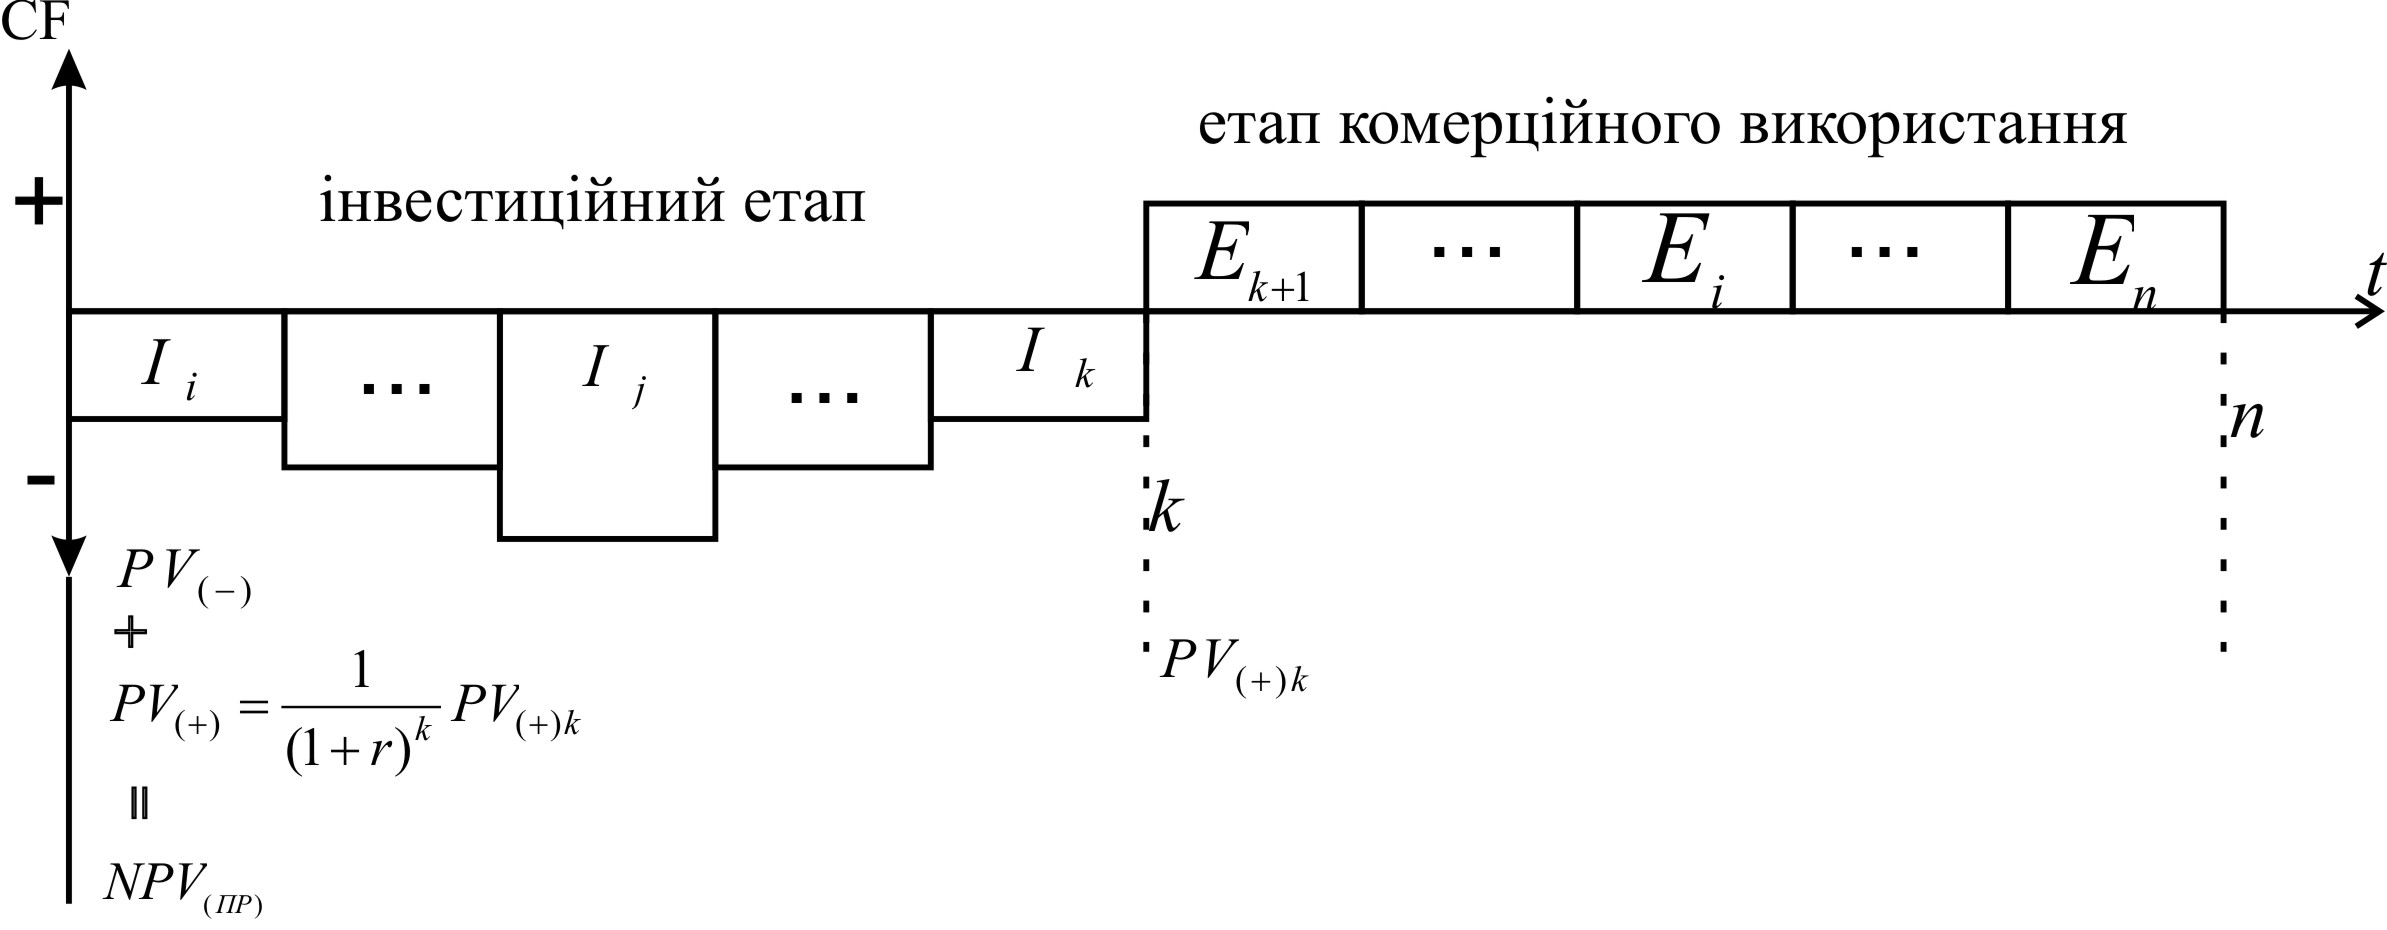 CF
етап комерційного використання
+
інвестиційний етап
E_{k+1} ... E_i ... E_n
t
I_i ... I_j ... I_k
n
-
k
PV_{(-)}
+
PV_{(+)k}
PV_{(+)} = \frac{1}{(1+r)^k} PV_{(+)k}
=
NPV_{(ПР)}